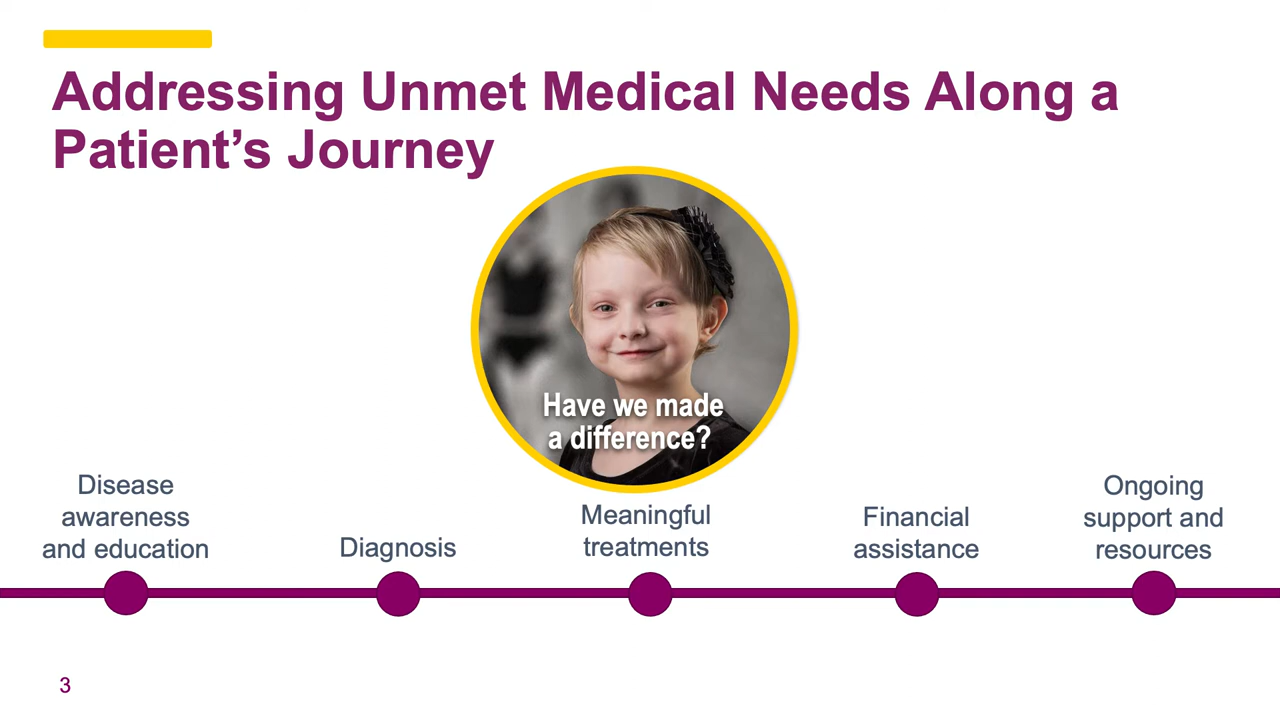 Addressing Unmet Medical Needs Along a
Patient’s Journey
Have we made
a difference?
Disease
awareness
and education
Diagnosis
Meaningful
treatments
Financial
assistance
Ongoing
support and
resources
3